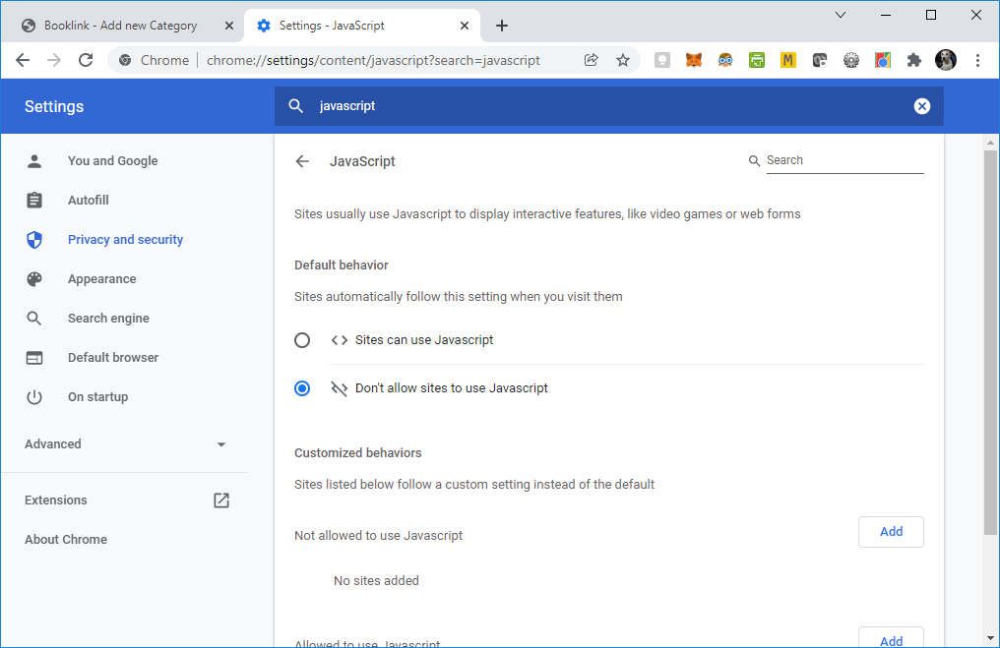 Booklink - Add new Category
Settings - JavaScript
Chrome
chrome://settings/content/javascript?search=javascript
M
Settings
javascript
You and Google
Autofill
Privacy and security
Appearance
Search engine
Default browser
On startup
Advanced
Extensions
About Chrome
JavaScript
Search
Sites usually use Javascript to display interactive features, like video games or web forms
Default behavior
Sites automatically follow this setting when you visit them
Sites can use Javascript
Don't allow sites to use Javascript
Customized behaviors
Sites listed below follow a custom setting instead of the default
Not allowed to use Javascript
Add
No sites added
Allowed to use Javascript
Add